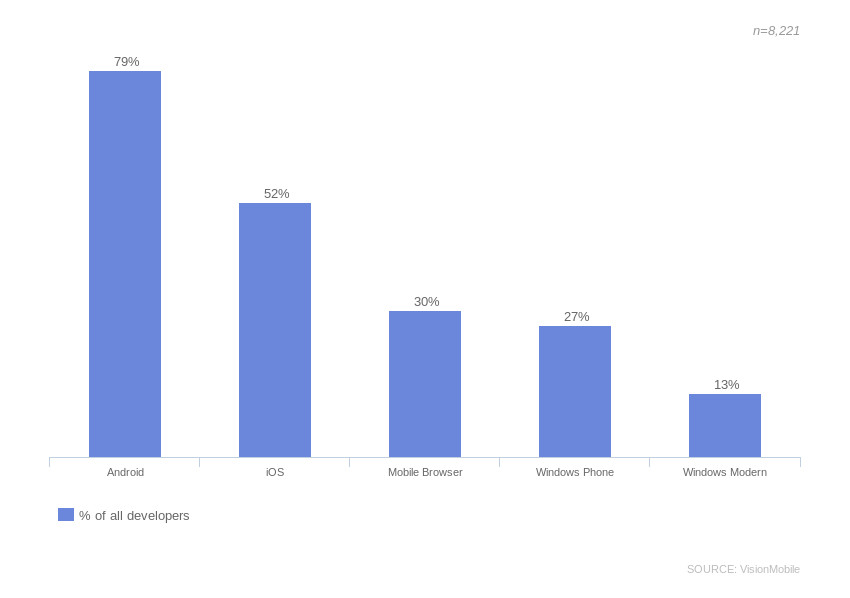 n=8,221
79%
52%
30%
27%
13%
Android
iOS
Mobile Browser
Windows Phone
Windows Modern
% of all developers
SOURCE: VisionMobile